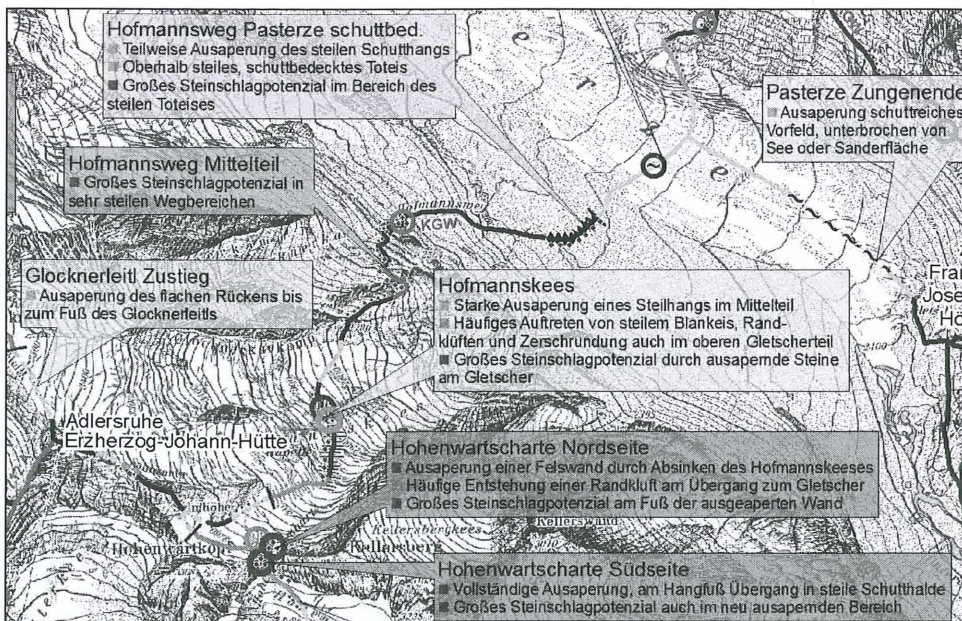 Hofmannsweg Pasterze schuttbed.
Teilweise Ausaperung des steilen Schutthangs
Oberhalb steiles, schuttbedecktes Toteis
Großes Steinschlagpotenzial im Bereich des
steilen Toteises
Pasterze Zungenende
Ausaperung schuttreiches
Vorfeld, unterbrochen von
See oder Sanderfläche
Hofmannsweg Mittelteil
Großes Steinschlagpotenzial in
sehr steilen Wegbereichen
KGW
Glocknerleitl Zustieg
Ausaperung des flachen Rückens bis
zum Fuß des Glocknerleitls
Hofmannskees
Starke Ausaperung eines Steilhangs im Mittelteil
Häufiges Auftreten von steilem Blankeis, Rand-
klüften und Zerschrundung auch im oberen Gletscherteil
Großes Steinschlagpotenzial durch ausapernde Steine
am Gletscher
Fran
Jose
Hö
2400
Adlersruhe
Erzherzog-Johann-Hütte
Hohenwartscharte Nordseite
Ausaperung einer Felswand durch Absinken des Hofmannskeeses
Häufige Entstehung einer Randkluft am Übergang zum Gletscher
Großes Steinschlagpotenzial am Fuß der ausgeaperten Wand
Kellersbergkees
Kellerswand
Hohenwartkopf
Kellersberg
Hohenwartscharte Südseite
Vollständige Ausaperung, am Hangfuß Übergang in steile Schutthalde
Großes Steinschlagpotenzial auch im neu ausapernden Bereich